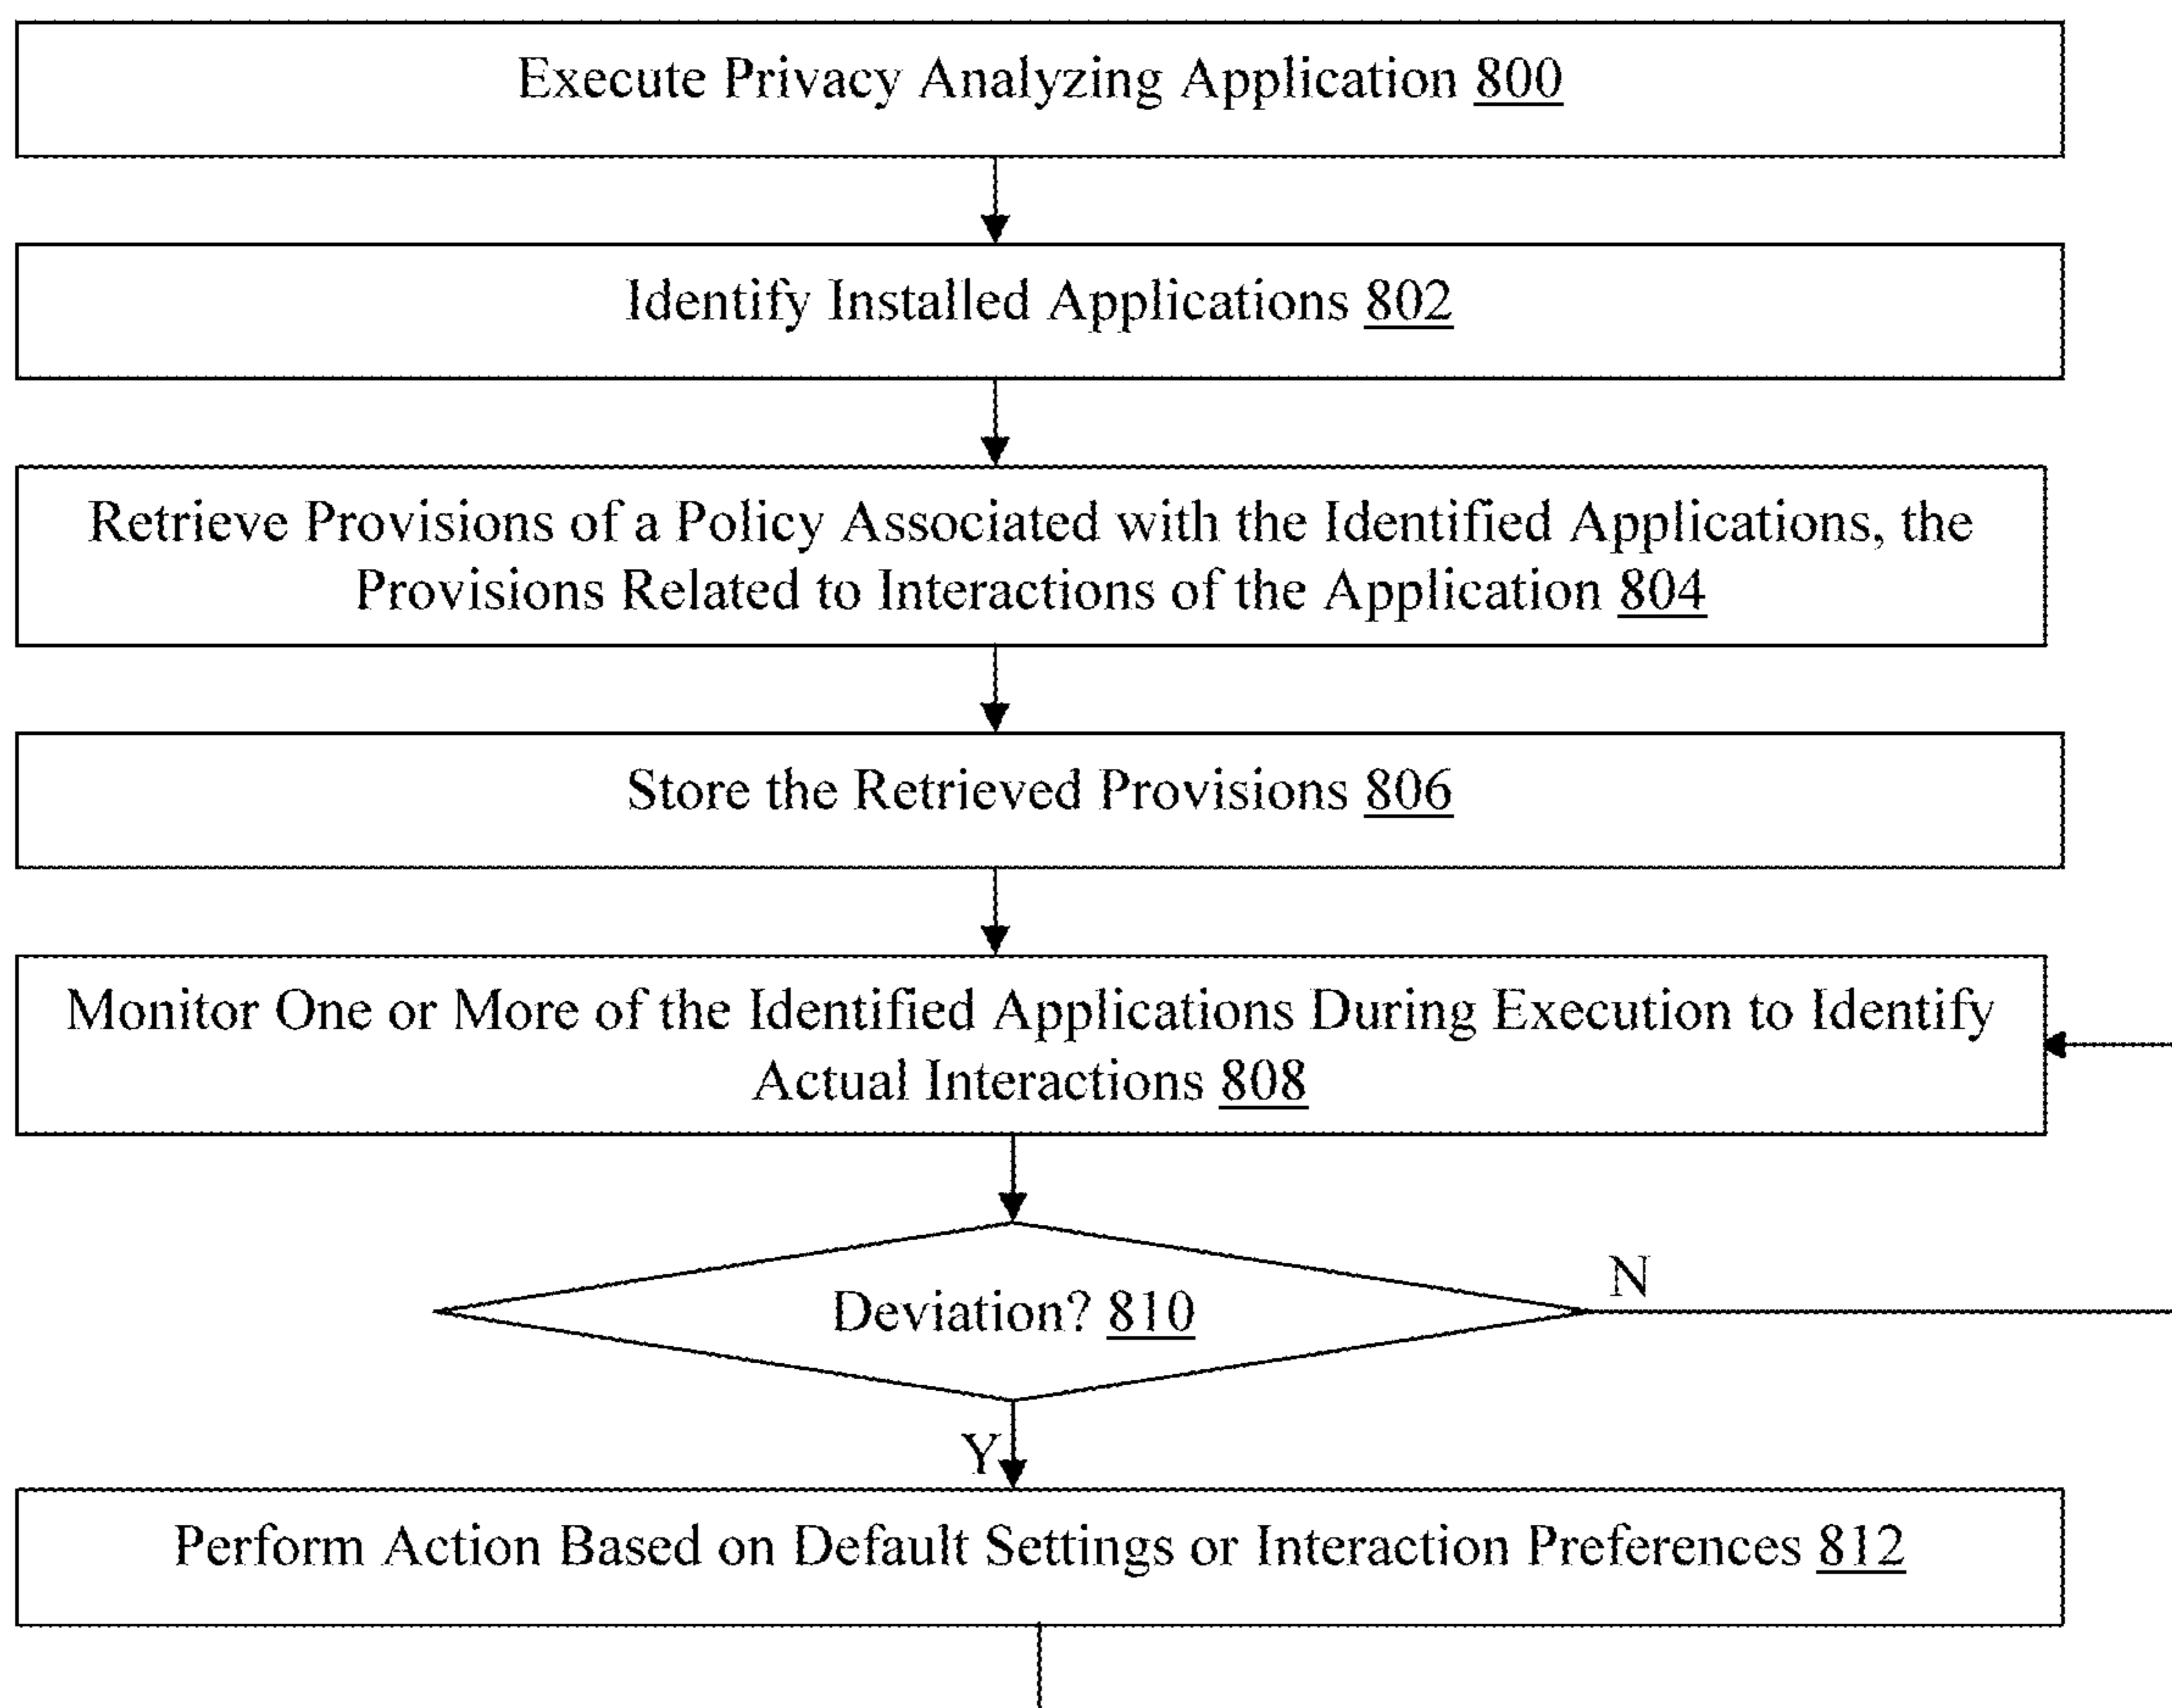 Execute Privacy Analyzing Application 800
Identify Installed Applications 802
Retrieve Provisions of a Policy Associated with the Identified Applications, the
Provisions Related to Interactions of the Application 804
Store the Retrieved Provisions 806
Monitor One or More of the Identified Applications During Execution to Identify
Actual Interactions 808
N
Deviation? 810
Y
Perform Action Based on Default Settings or Interaction Preferences 812